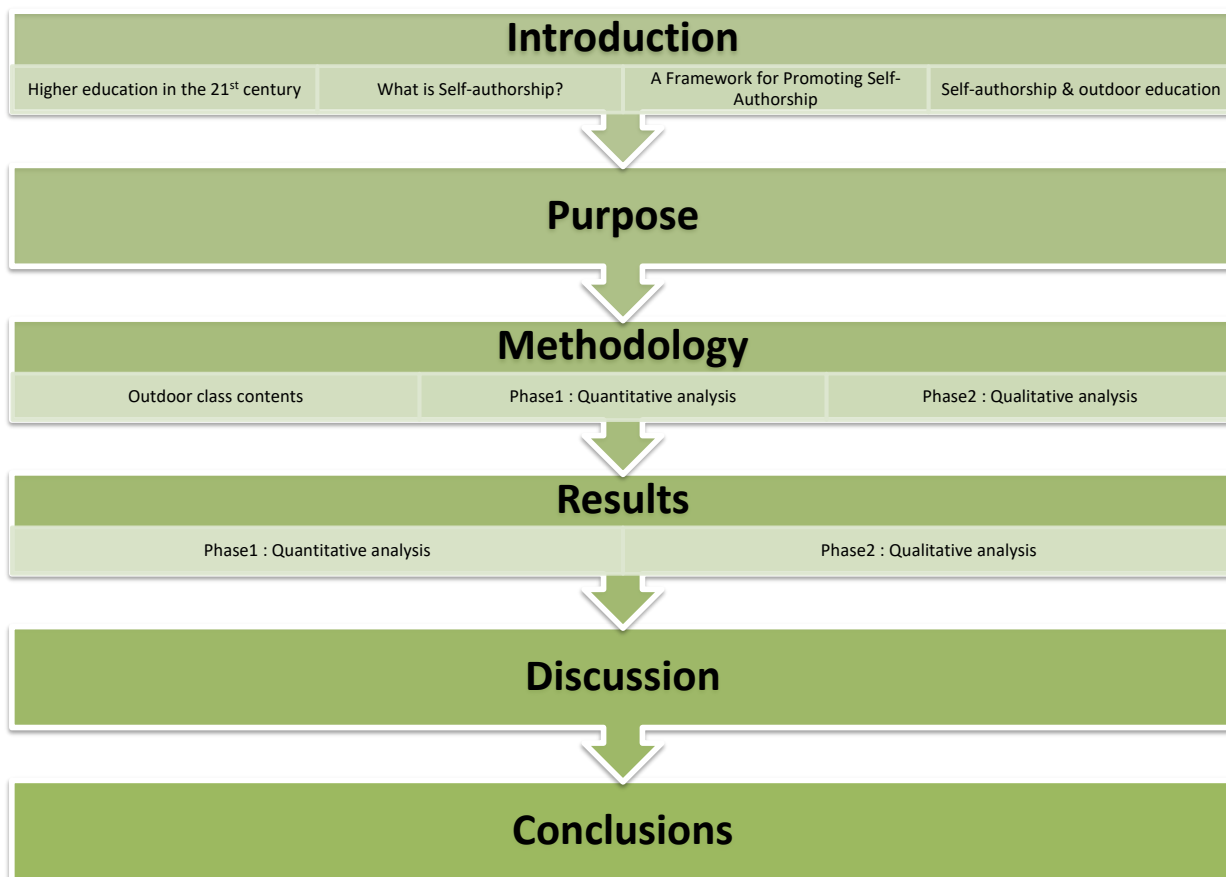 Introduction
Higher education in the 21st century
What is Self-authorship?
A Framework for Promoting Self-
Authorship
Self-authorship & outdoor education
Purpose
Methodology
Outdoor class contents
Phase1 : Quantitative analysis
Phase2 : Qualitative analysis
Results
Phase1 : Quantitative analysis
Phase2 : Qualitative analysis
Discussion
Conclusions